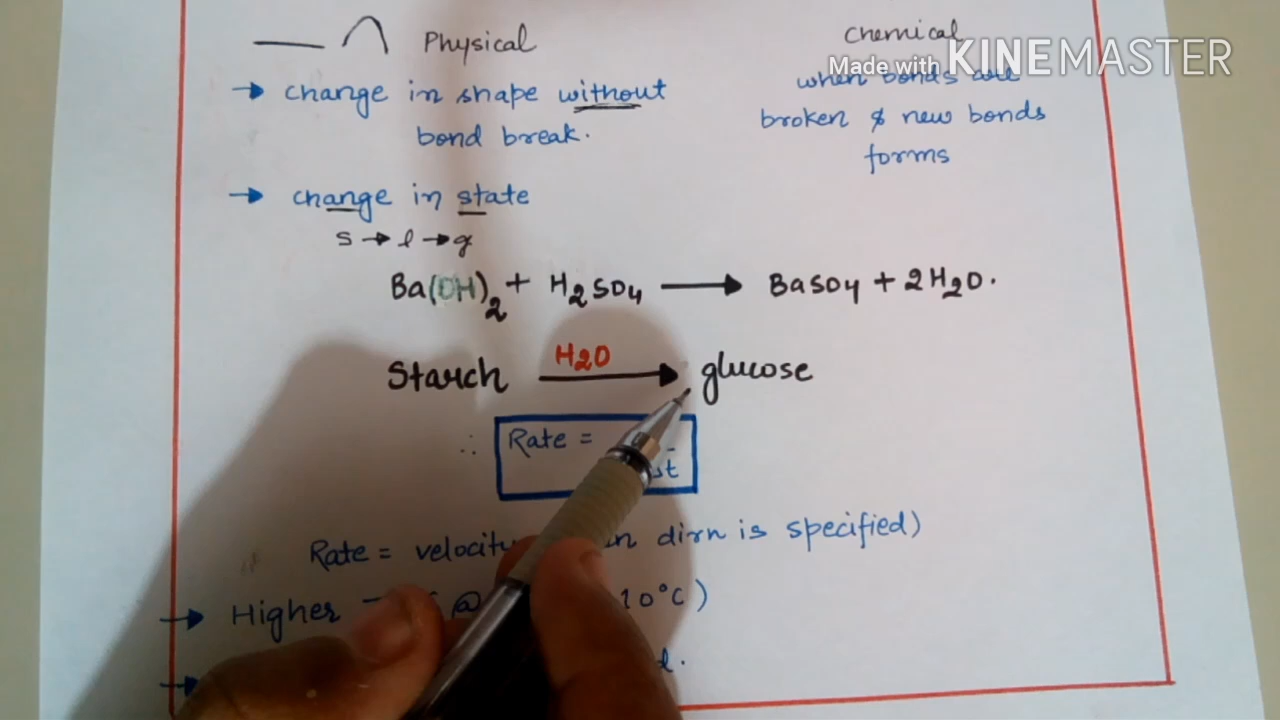 Physical
Chemical
Made with KINEMASTER
→ change in shape without bond break.
when bonds are broken & new bonds forms
→ change in state
s → l → g
Ba(OH)2 + H2SO4 → BaSO4 + 2H2O.
Starch H2O → glucose
∴ Rate =
Rate = velocity dirn is specified)
→ Higher 10°C)